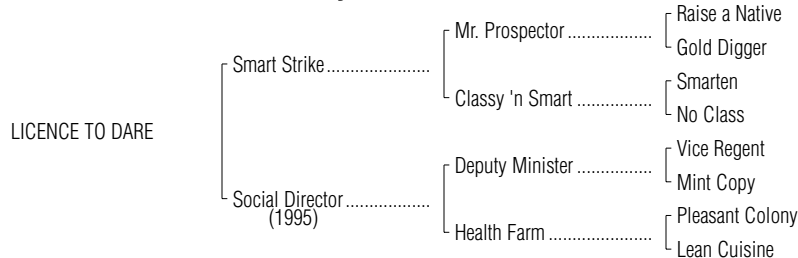 Raise a Native
Mr. Prospector ..................
Gold Digger
Smart Strike......................
Smarten
Classy 'n Smart ................
No Class
LICENCE TO DARE
Vice Regent
Deputy Minister ................
Mint Copy
Social Director..................
(1995)
Pleasant Colony
Health Farm ......................
Lean Cuisine